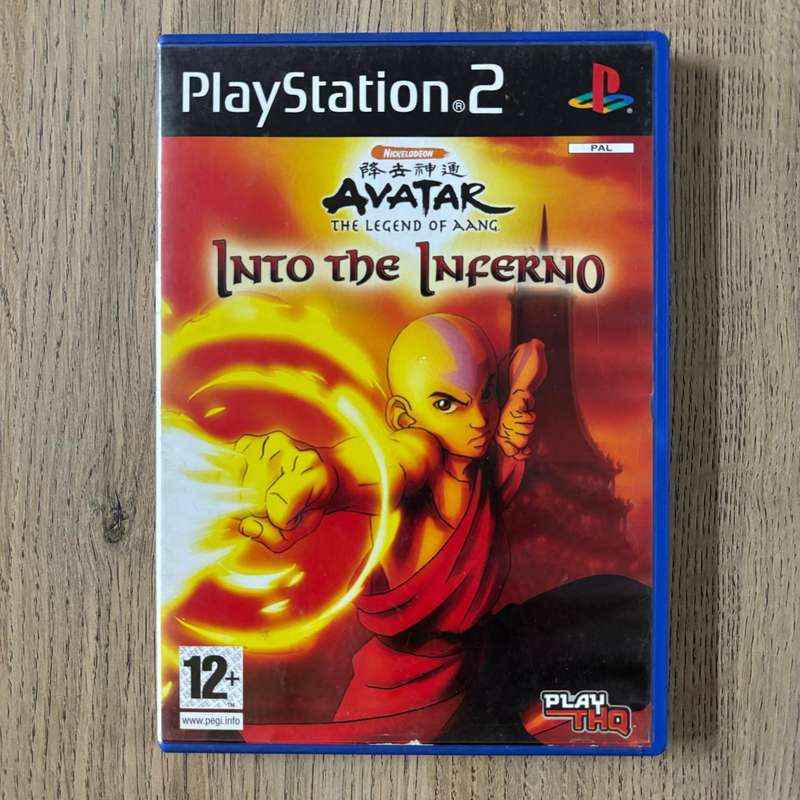 PlayStation®2
PAL
NICKELODEON
降去神通
AVATAR
THE LEGEND OF AANG
INTO THE INFERNO
12+
www.pegi.info
PLAY
THQ